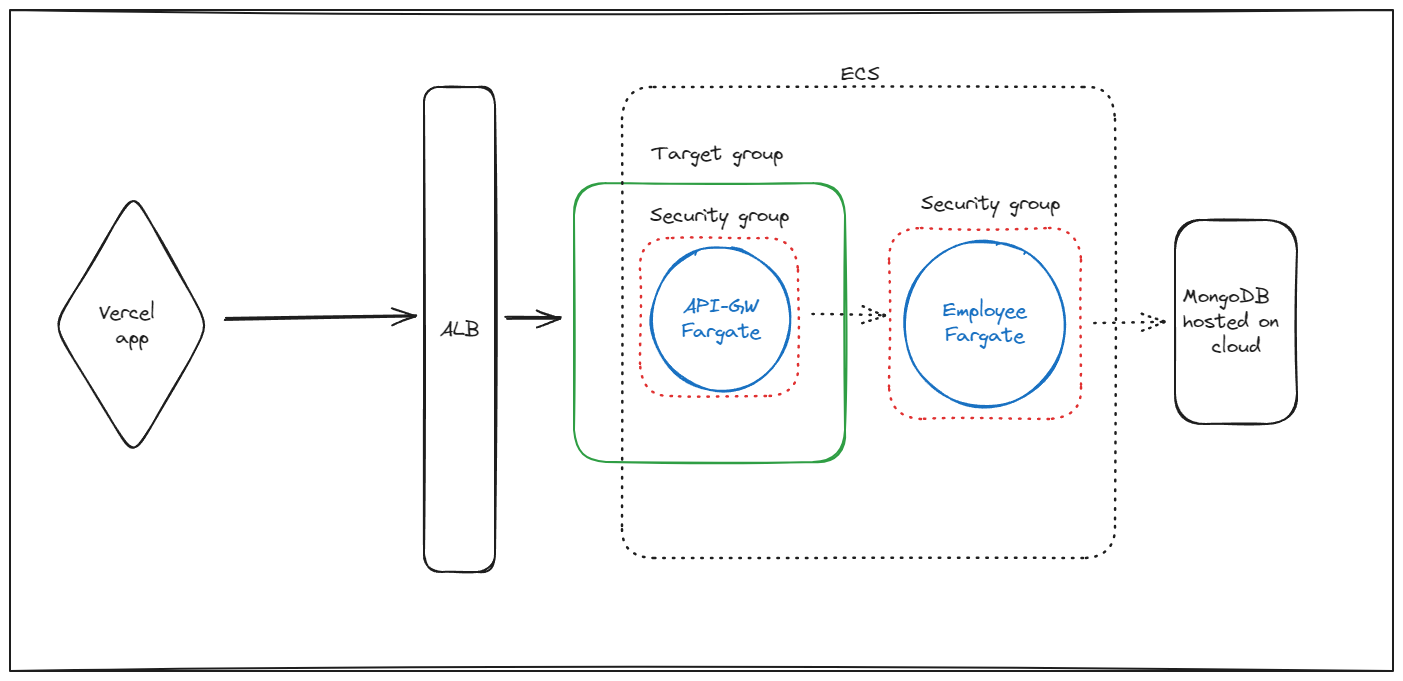 ECS
Target group
Security group
Security group
Vercel
app
ALB
API-GW
Fargate
Employee
Fargate
MongoDB
hosted on
cloud